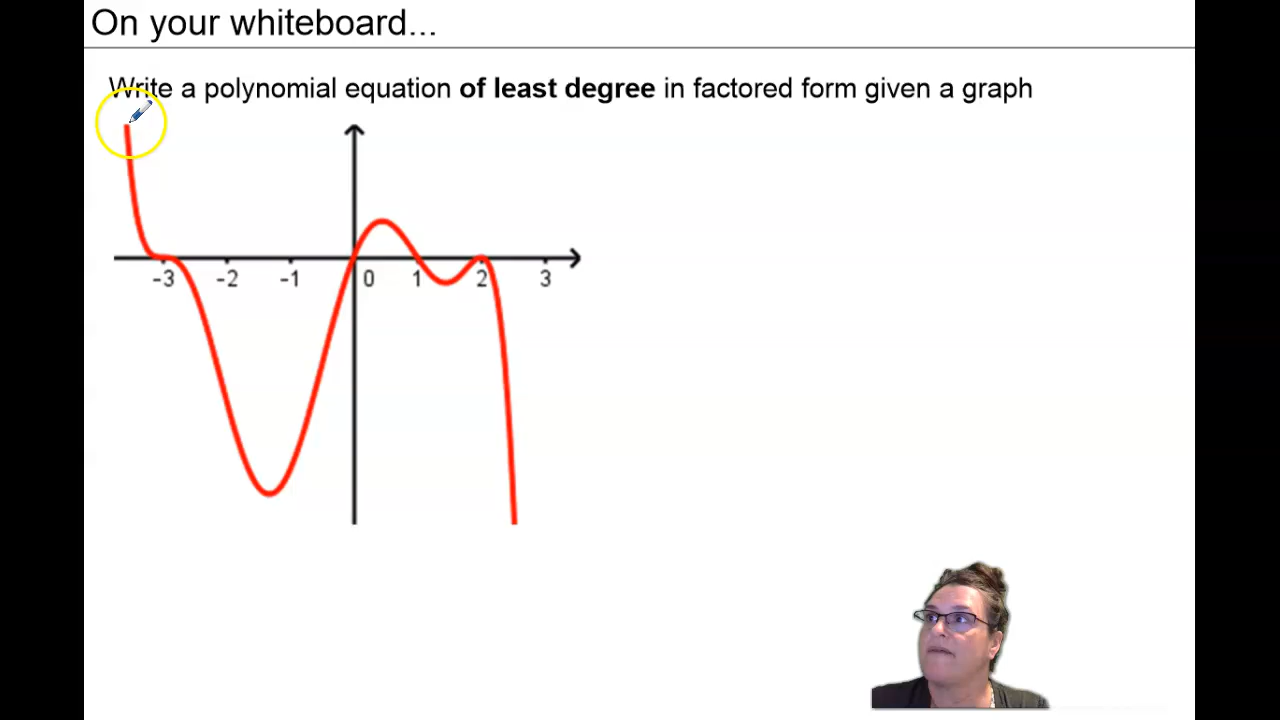 On your whiteboard...
Write a polynomial equation of least degree in factored form given a graph
-3 -2 -1 0 1 2 3